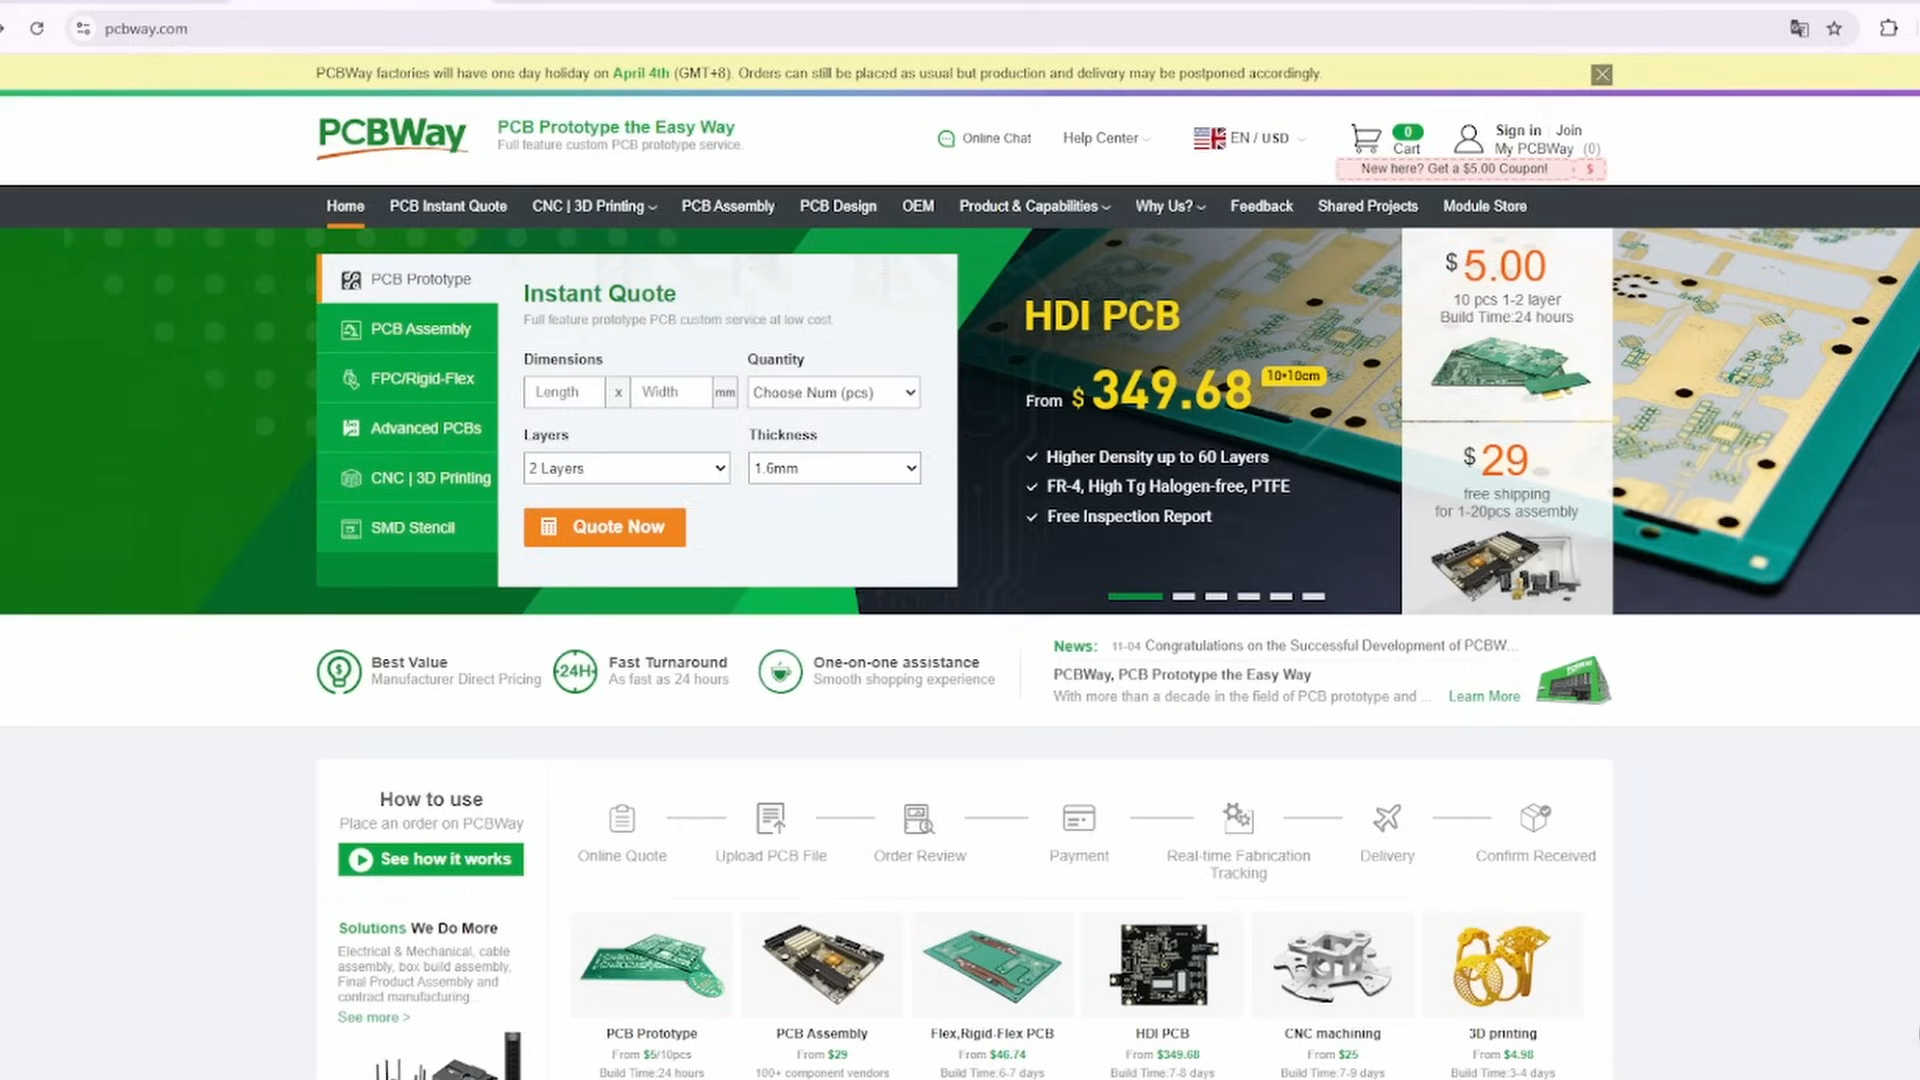 pcbway.com
PCBWay factories will have one day holiday on April 4th (GMT+8). Orders can still be placed as usual but production and delivery may be postponed accordingly.
PCBWay
PCB Prototype the Easy Way
Full feature custom PCB prototype service.
Online Chat
Help Center
EN / USD
0
Cart
Sign in | Join
My PCBWay (0)
New here? Get a $5.00 Coupon! $
Home
PCB Instant Quote
CNC | 3D Printing
PCB Assembly
PCB Design
OEM
Product & Capabilities
Why Us?
Feedback
Shared Projects
Module Store
PCB Prototype
PCB Assembly
FPC/Rigid-Flex
Advanced PCBs
CNC | 3D Printing
SMD Stencil
Instant Quote
Full feature prototype PCB custom service at low cost.
Dimensions
Quantity
Length x Width mm
Choose Num (pcs)
Layers
Thickness
2 Layers
1.6mm
Quote Now
HDI PCB
From $ 349.68 10*10cm
Higher Density up to 60 Layers
FR-4, High Tg Halogen-free, PTFE
Free Inspection Report
$ 5.00
10 pcs 1-2 layer
Build Time:24 hours
$ 29
free shipping
for 1-20pcs assembly
Best Value
Manufacturer Direct Pricing
24H
Fast Turnaround
As fast as 24 hours
One-on-one assistance
Smooth shopping experience
News: 11-04 Congratulations on the Successful Development of PCBW...
PCBWay, PCB Prototype the Easy Way
With more than a decade in the field of PCB prototype and ... Learn More
How to use
Place an order on PCBWay
See how it works
Online Quote
Upload PCB File
Order Review
Payment
Real-time Fabrication
Tracking
Delivery
Confirm Received
Solutions We Do More
Electrical & Mechanical, cable
assembly, box build assembly,
Final Product Assembly and
contract manufacturing...
See more >
PCB Prototype
From $5/10pcs
Build Time:24 hours
PCB Assembly
From $29
100+ component vendors
Flex,Rigid-Flex PCB
From $46.74
Build Time:6-7 days
HDI PCB
From $349.68
Build Time:7-8 days
CNC machining
From $25
Build Time:7-9 days
3D printing
From $4.98
Build Time:3-4 days